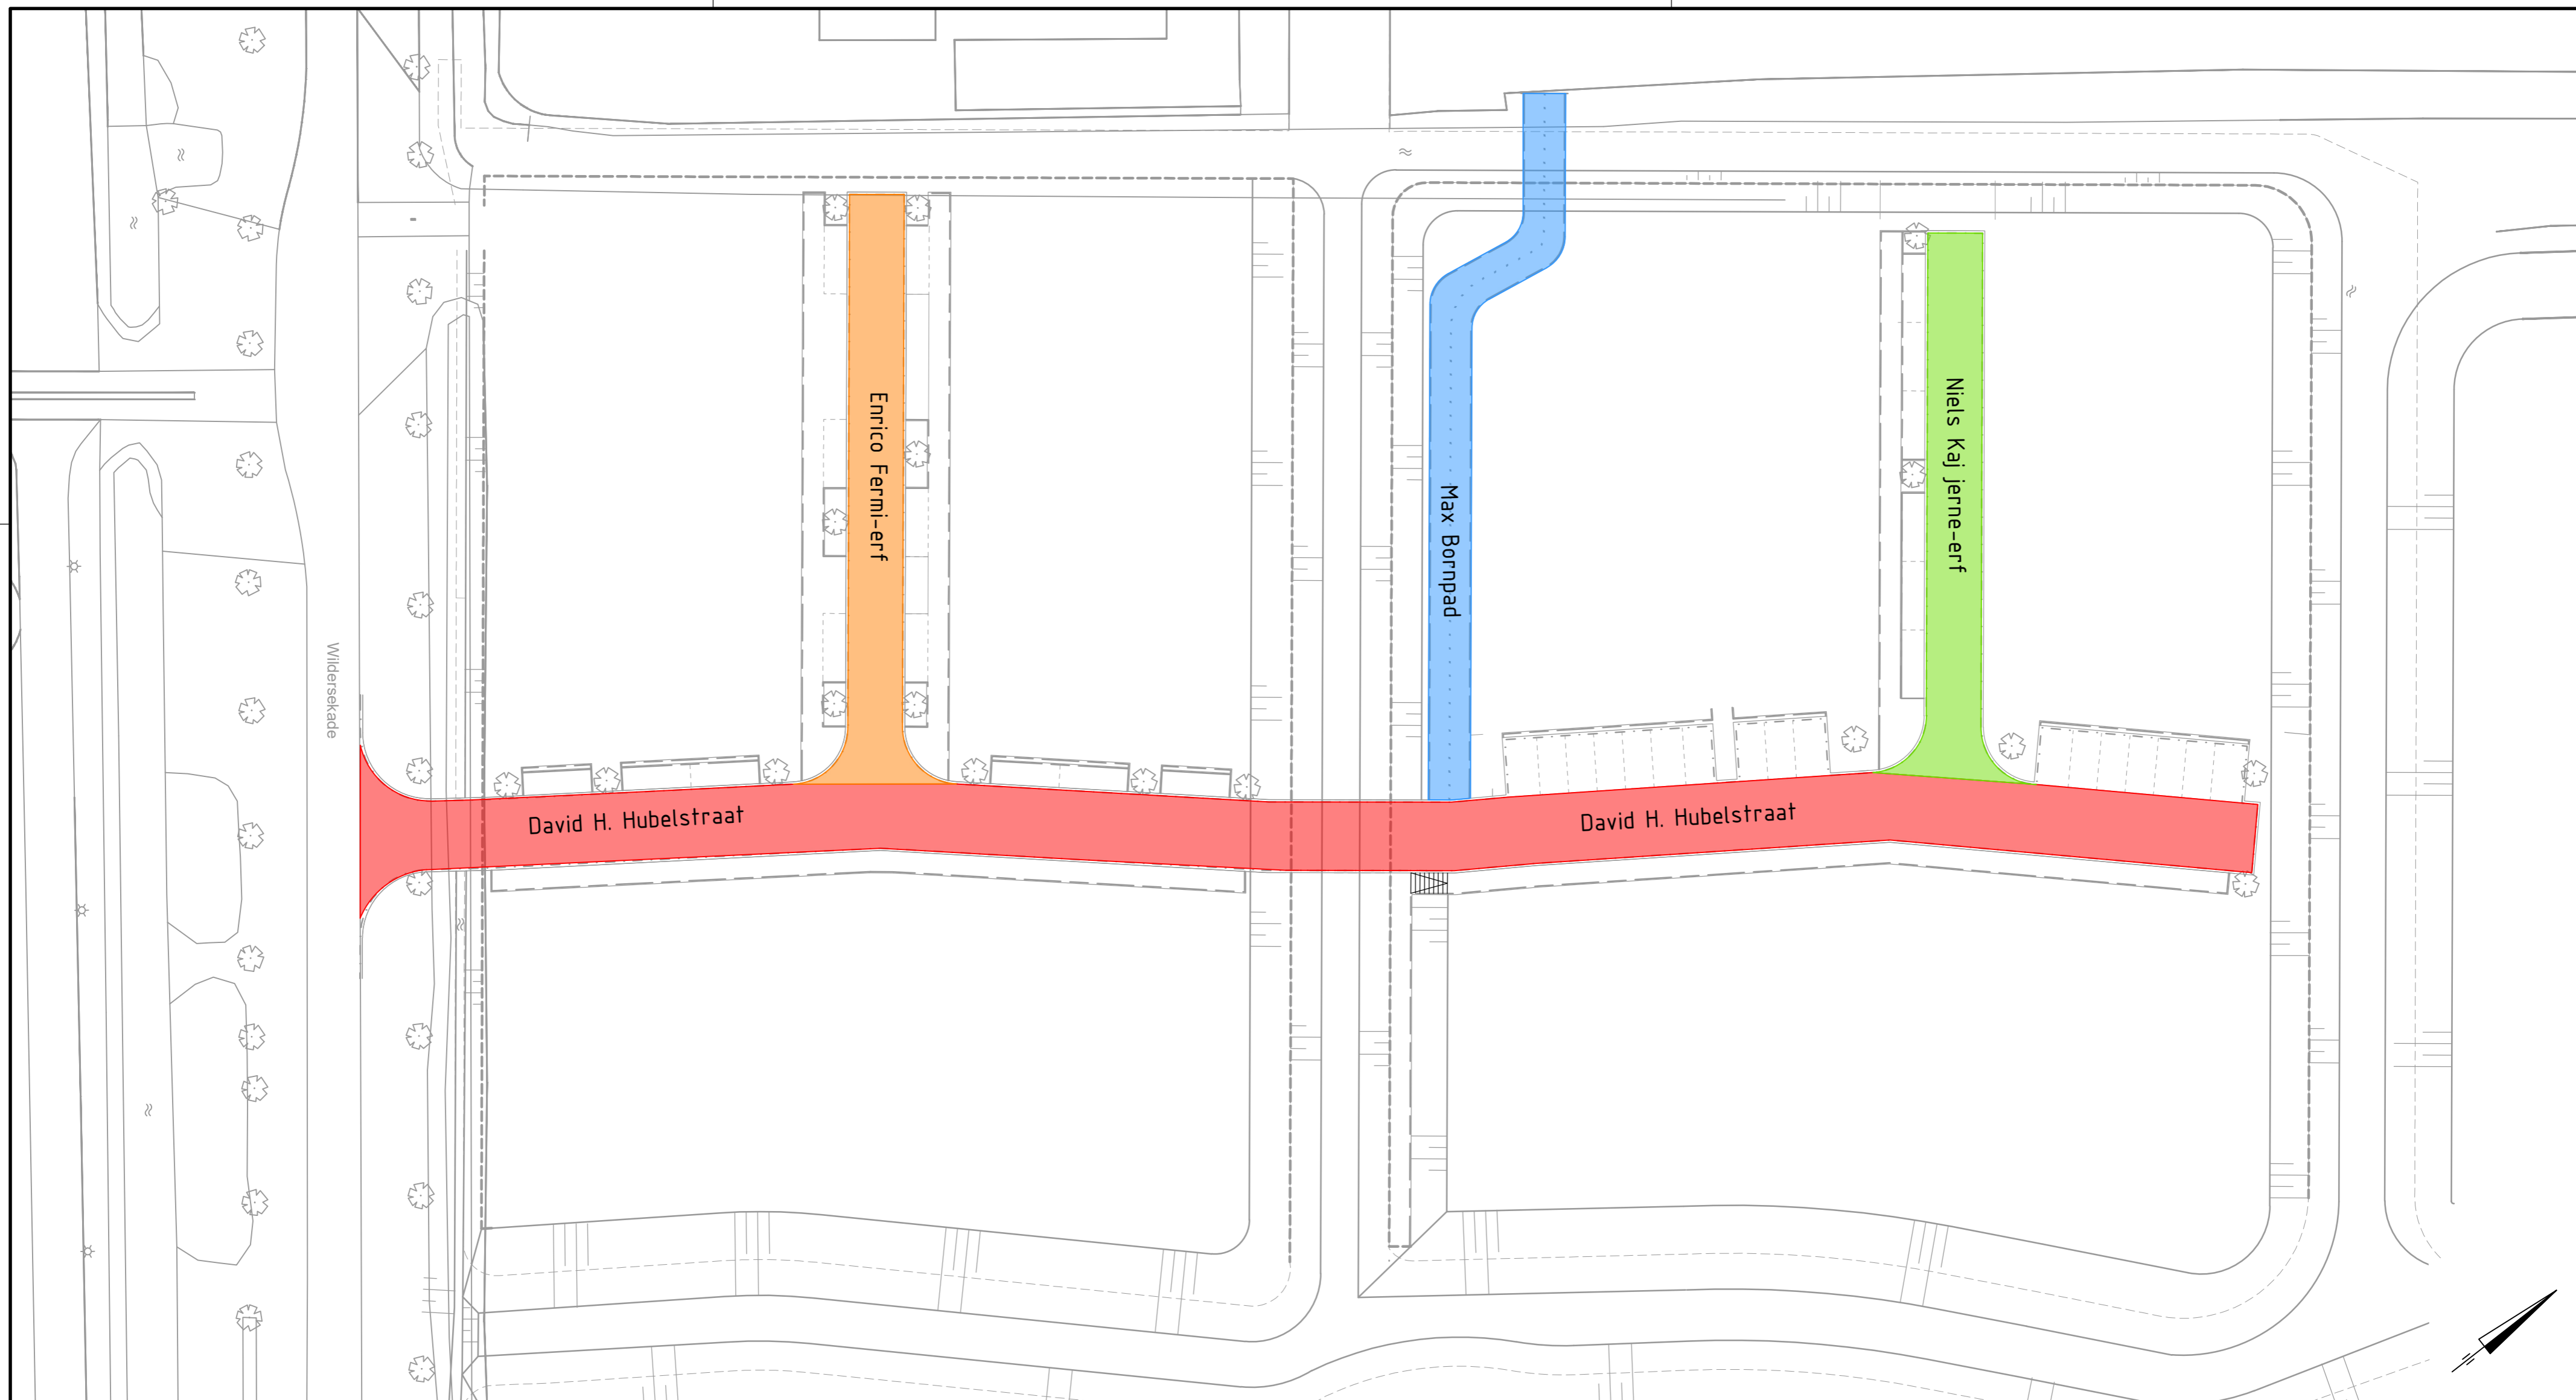 Enrico Fermi-erf
Max Bornpad
Niels Kaj jerne-erf
Wildersekade
David H. Hubelstraat
David H. Hubelstraat